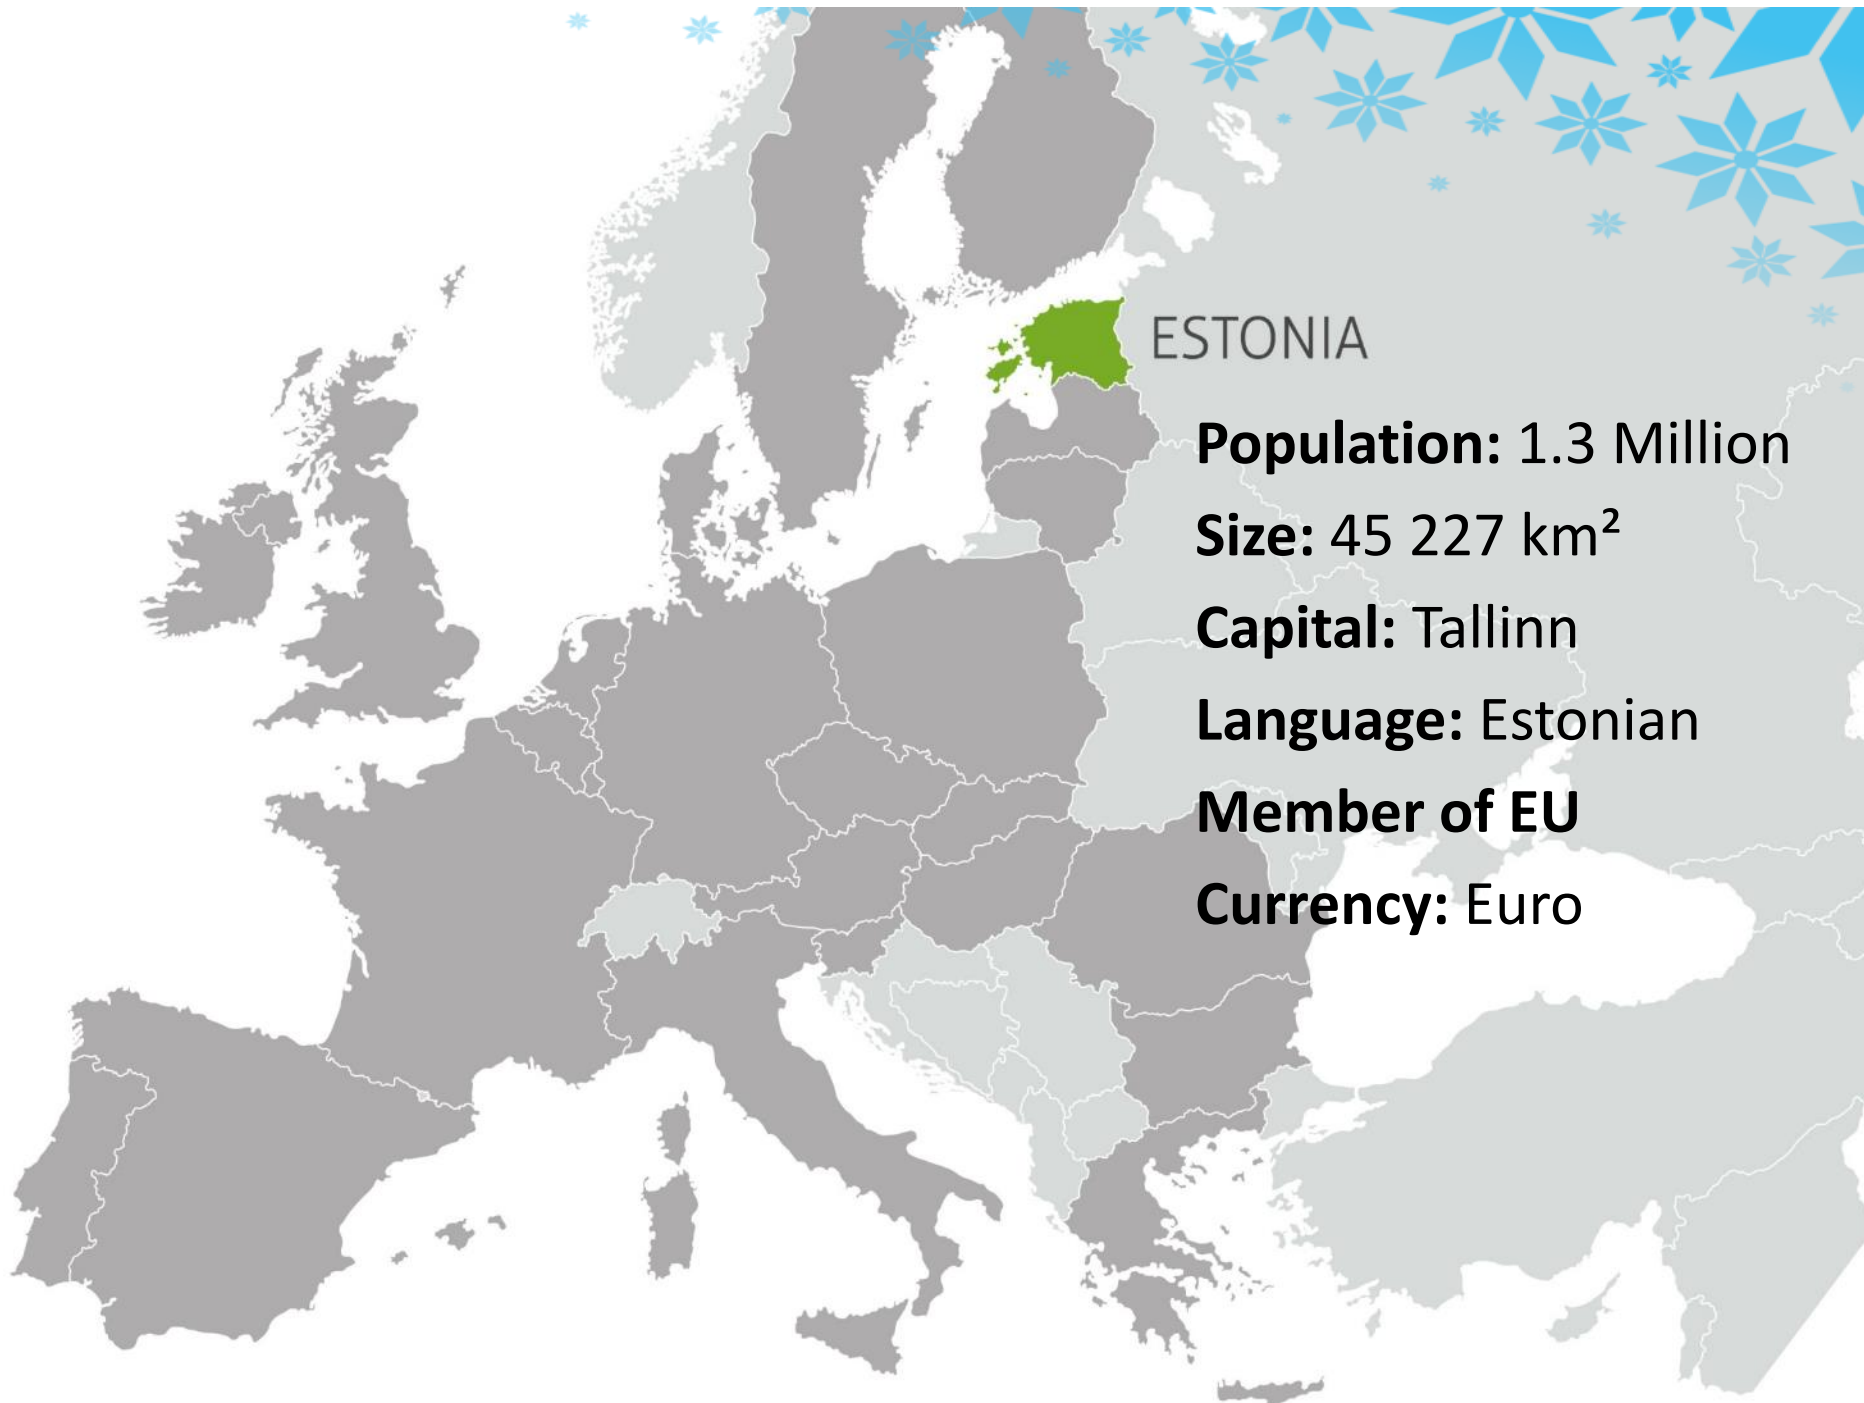 ESTONIA
Population: 1.3 Million
Size: 45 227 km²
Capital: Tallinn
Language: Estonian
Member of EU
Currency: Euro